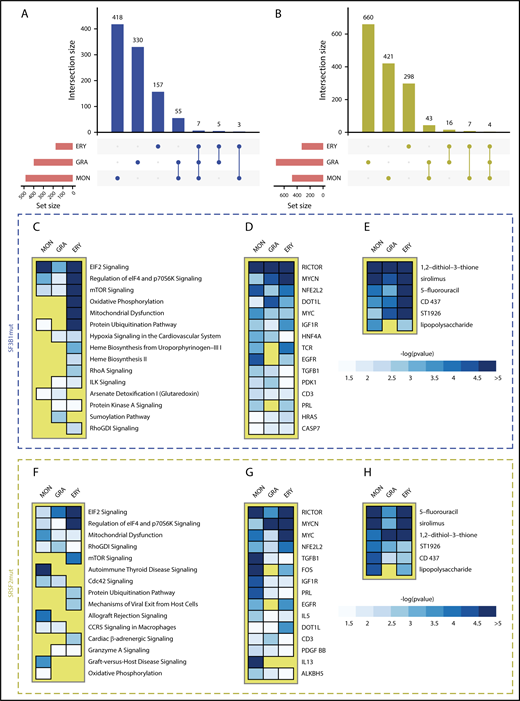 A
B
Intersection size
400
200
0
418
330
157
55
7
5
3
ERY
GRA
MON
500
400
300
200
100
0
Set size
Intersection size
600
400
200
0
660
421
298
43
16
7
4
ERY
GRA
MON
600
400
200
0
Set size
SF3B1mut
C
MON
GRA
ERY
EIF2 Signaling
Regulation of eIF4 and p70S6K Signaling
mTOR Signaling
Oxidative Phosphorylation
Mitochondrial Dysfunction
Protein Ubiquitination Pathway
Hypoxia Signaling in the Cardiovascular System
Heme Biosynthesis from Uroporphyrinogen-III I
Heme Biosynthesis II
RhoA Signaling
ILK Signaling
Arsenate Detoxification I (Glutaredoxin)
Protein Kinase A Signaling
Sumoylation Pathway
RhoGDI Signaling
D
MON
GRA
ERY
RICTOR
MYCN
NFE2L2
DOT1L
MYC
IGF1R
HNF4A
TCR
EGFR
TGFB1
PDK1
CD3
PRL
HRAS
CASP7
E
MON
GRA
ERY
1,2-dithiol-3-thione
sirolimus
5-fluorouracil
CD 437
ST1926
lipopolysaccharide
-log(pvalue)
1.5 2 2.5 3 3.5 4 4.5 5 >5
SRSF2mut
F
MON
GRA
ERY
EIF2 Signaling
Regulation of eIF4 and p70S6K Signaling
Mitochondrial Dysfunction
RhoGDI Signaling
mTOR Signaling
Autoimmune Thyroid Disease Signaling
Cdc42 Signaling
Protein Ubiquitination Pathway
Mechanisms of Viral Exit from Host Cells
Allograft Rejection Signaling
CCR5 Signaling in Macrophages
Cardiac β-adrenergic Signaling
Granzyme A Signaling
Graft-versus-Host Disease Signaling
Oxidative Phosphorylation
G
MON
GRA
ERY
RICTOR
MYCN
MYC
NFE2L2
TGFB1
FOS
IGF1R
PRL
EGFR
IL5
DOT1L
CD3
PDGF BB
IL13
ALKBH5
H
MON
GRA
ERY
5-fluorouracil
sirolimus
1,2-dithiol-3-thione
ST1926
CD 437
lipopolysaccharide
-log(pvalue)
1.5 2 2.5 3 3.5 4 4.5 5 >5